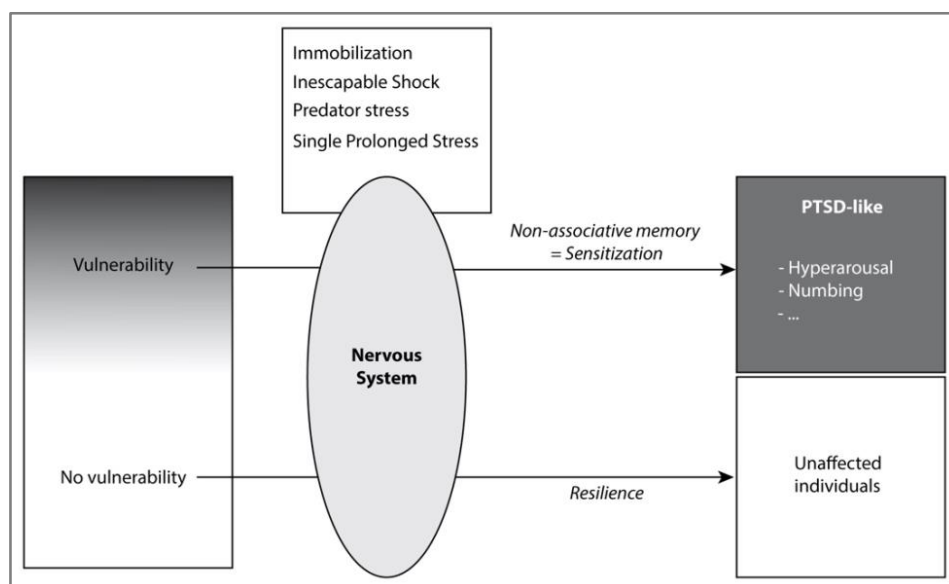 Immobilization
Inescapable Shock
Predator stress
Single Prolonged Stress
Vulnerability
Non-associative memory
= Sensitization
PTSD-like
- Hyperarousal
- Numbing
- ...
Nervous
System
No vulnerability
Resilience
Unaffected
individuals